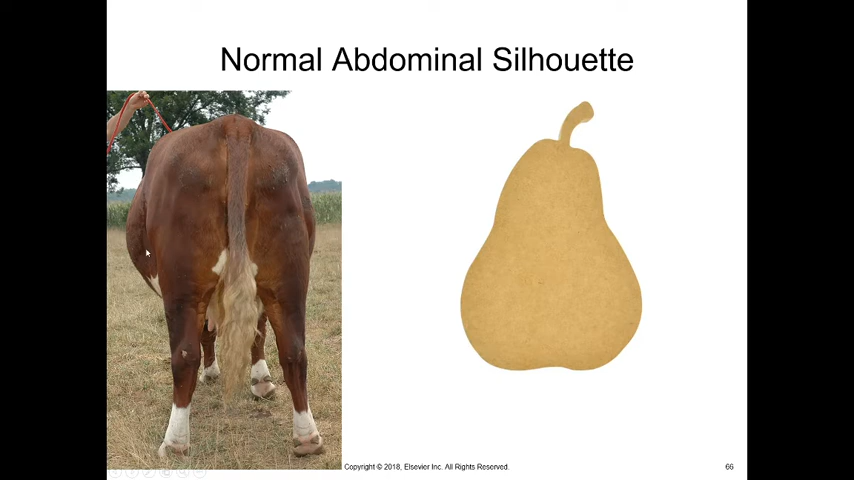 Normal Abdominal Silhouette
Copyright © 2018, Elsevier Inc. All Rights Reserved.
66